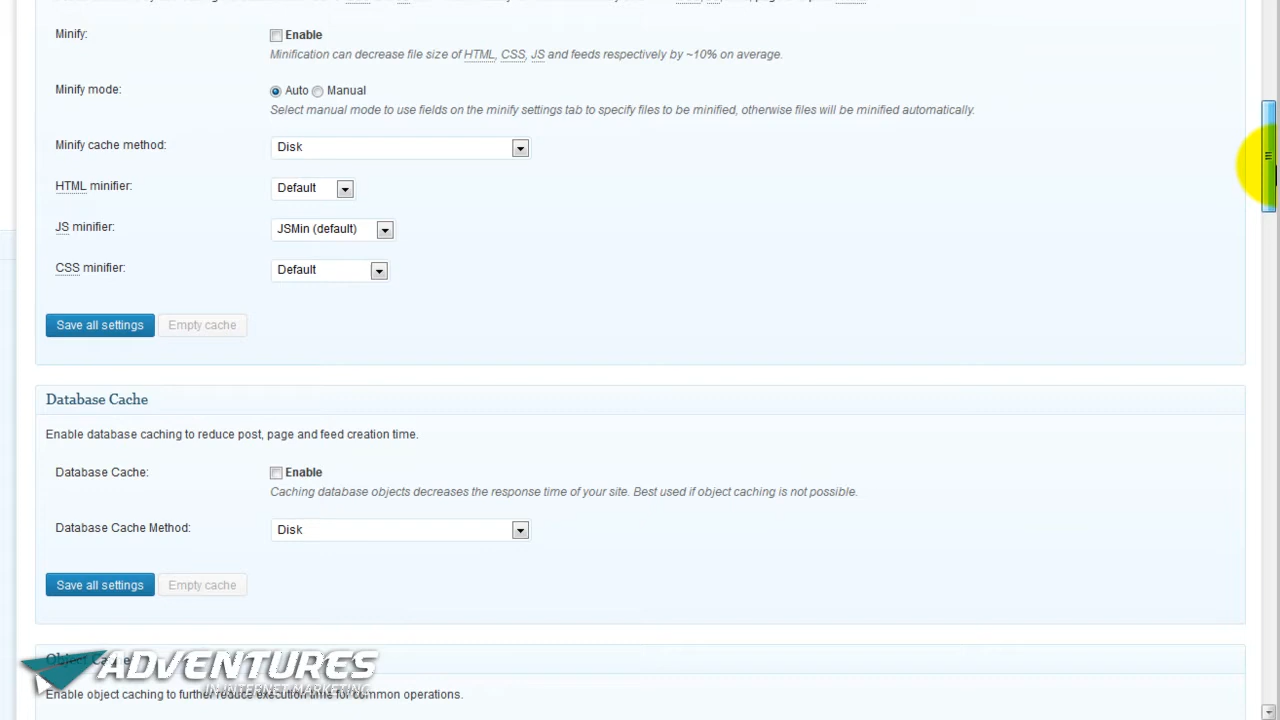 Minify:
Enable
Minification can decrease file size of HTML, CSS, JS and feeds respectively by ~10% on average.
Minify mode:
Auto Manual
Select manual mode to use fields on the minify settings tab to specify files to be minified, otherwise files will be minified automatically.
Minify cache method:
Disk
HTML minifier:
Default
JS minifier:
JSMin (default)
CSS minifier:
Default
Save all settings Empty cache
Database Cache
Enable database caching to reduce post, page and feed creation time.
Database Cache:
Enable
Caching database objects decreases the response time of your site. Best used if object caching is not possible.
Database Cache Method:
Disk
Save all settings Empty cache
Object Cache
ADVENTURES
IN INTERNET MARKETING
Enable object caching to further reduce execution time for common operations.